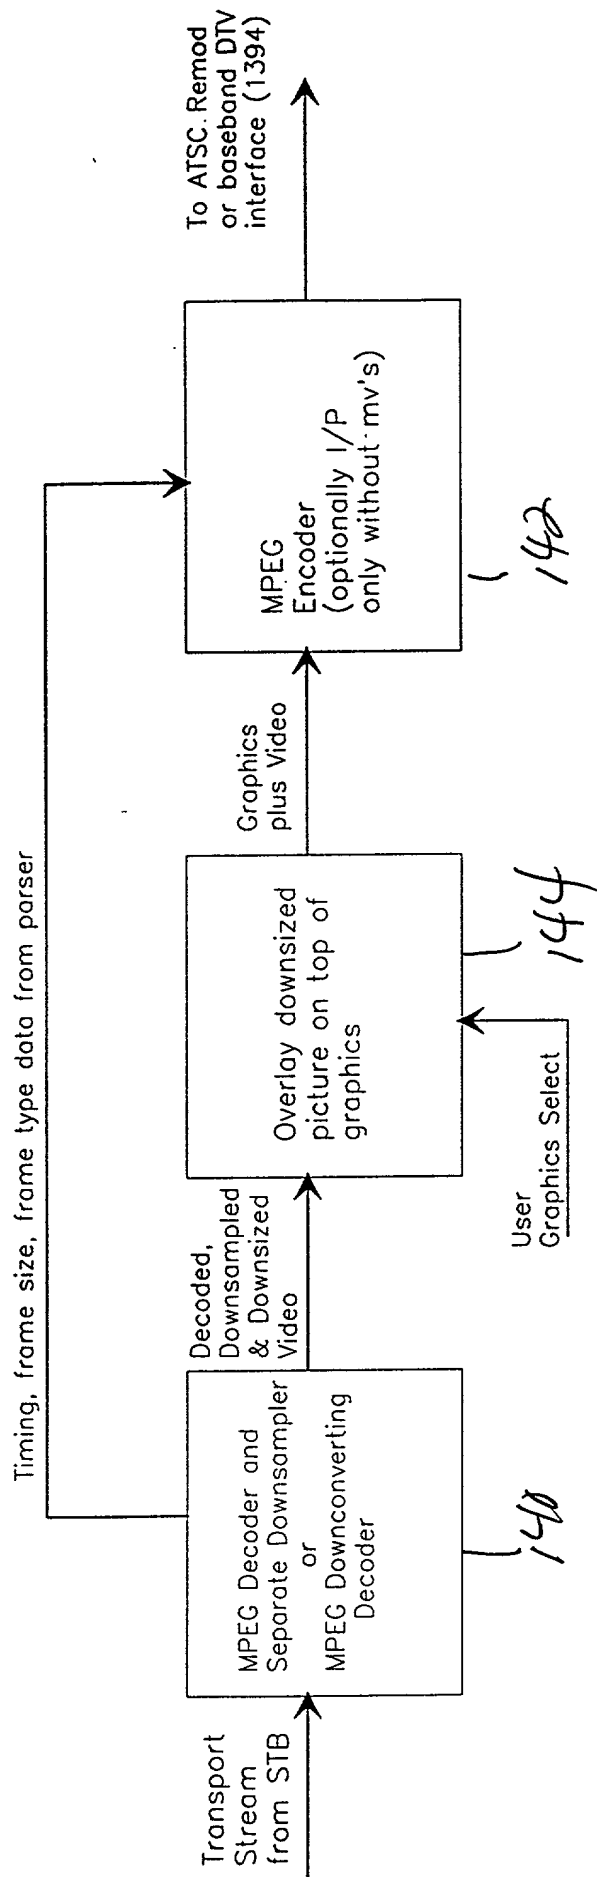 Timing, frame size, frame type data from parser
Transport
Stream
from STB
MPEG Decoder and
Separate Downsampler
or
MPEG Downconverting
Decoder
140
Decoded,
Downsampled
& Downsized
Video
Overlay downsized
picture on top of
graphics
144
User
Graphics Select
Graphics
plus Video
MPEG
Encoder
(optionally I/P
only without mv's)
142
To ATSC Remod
or baseband DTV
interface (1394)